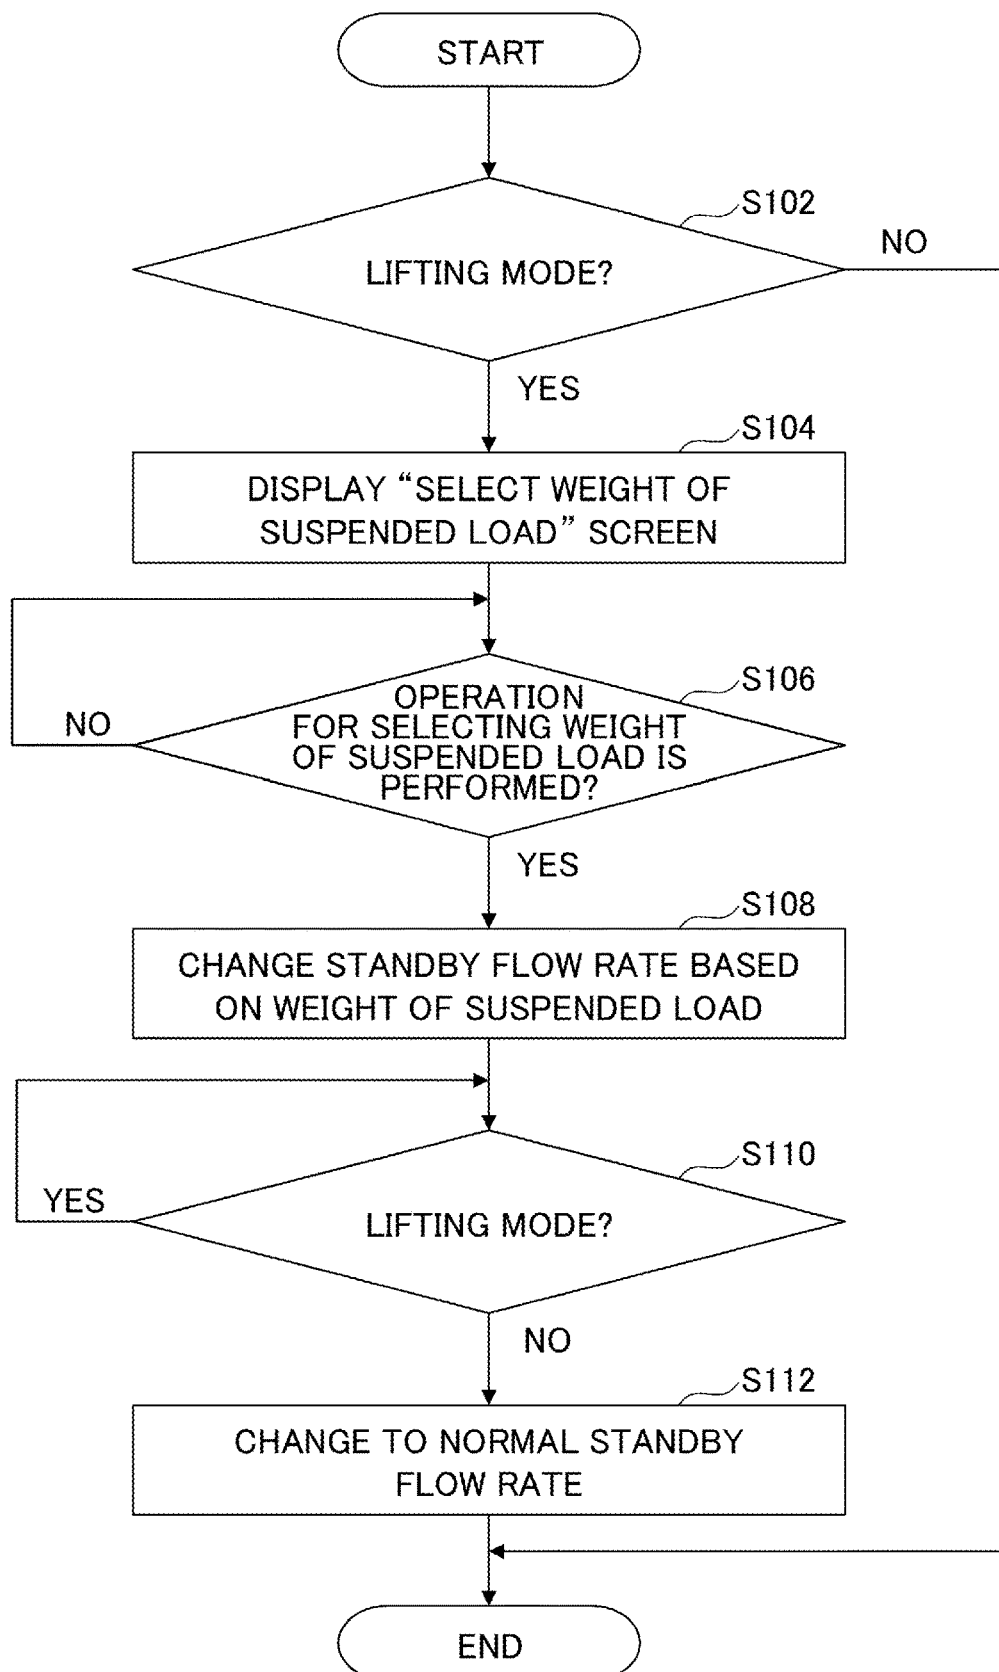 START
S102
NO
LIFTING MODE?
YES
S104
DISPLAY “SELECT WEIGHT OF
SUSPENDED LOAD” SCREEN
S106
OPERATION
FOR SELECTING WEIGHT
OF SUSPENDED LOAD IS
PERFORMED?
NO
YES
S108
CHANGE STANDBY FLOW RATE BASED
ON WEIGHT OF SUSPENDED LOAD
S110
YES
LIFTING MODE?
NO
S112
CHANGE TO NORMAL STANDBY
FLOW RATE
END